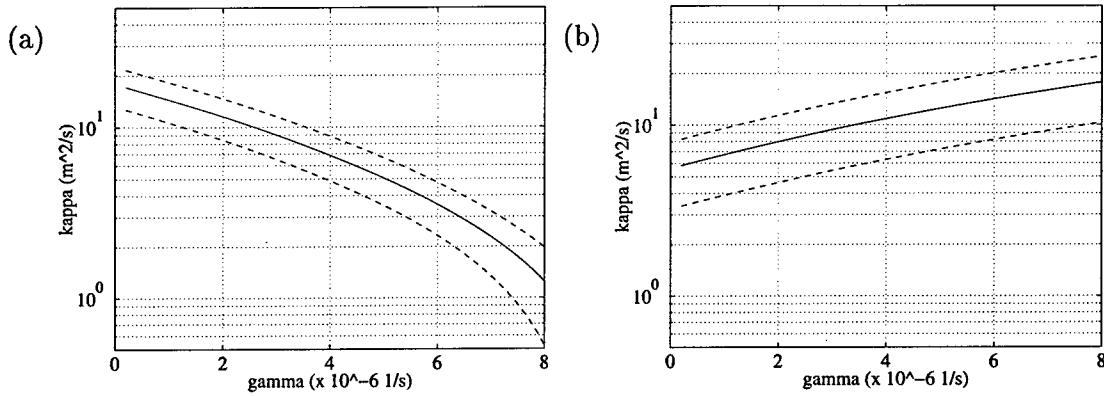 (a)
kappa (m^2/s)
10^1
10^0
0 2 4 6 8
gamma (x 10^−6 1/s)
(b)
kappa (m^2/s)
10^1
10^0
0 2 4 6 8
gamma (x 10^−6 1/s)